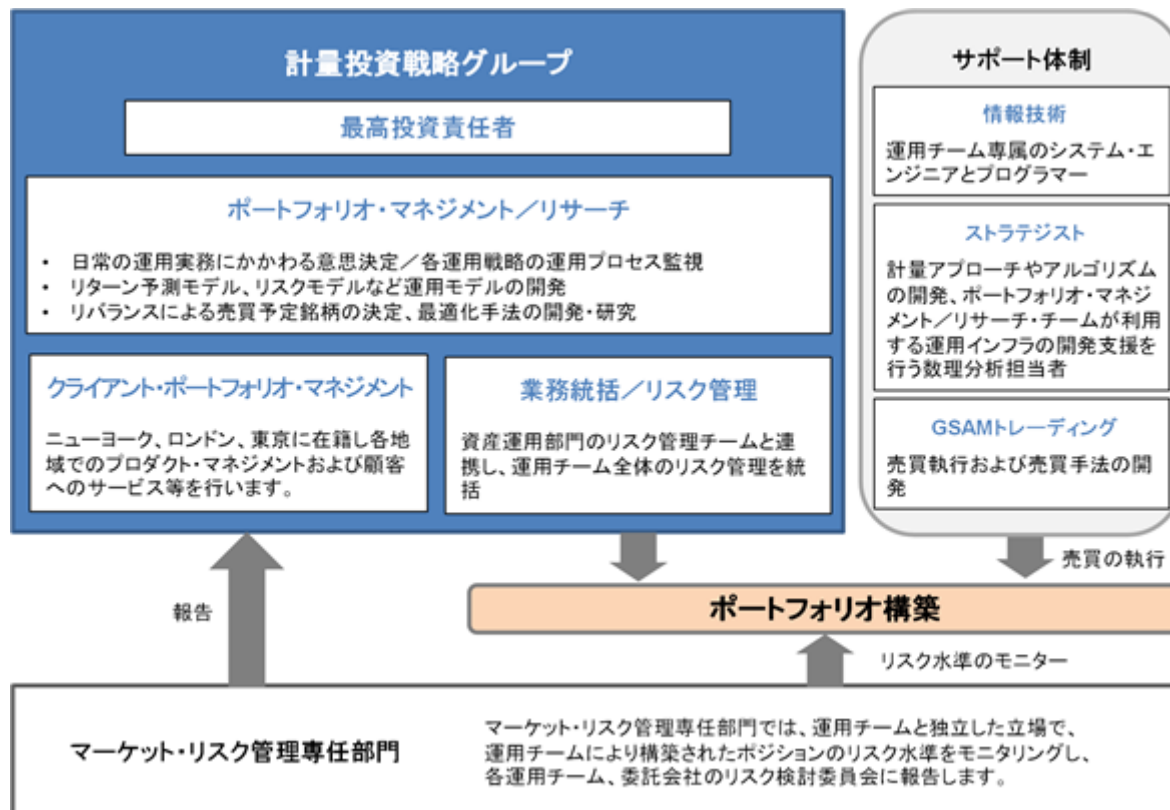 計量投資戦略グループ
最高投資責任者
ポートフォリオ・マネジメント／リサーチ
• 日常の運用実務にかかわる意思決定／各運用戦略の運用プロセス監視
• リターン予測モデル、リスクモデルなど運用モデルの開発
• リバランスによる売買予定銘柄の決定、最適化手法の開発・研究
クライアント・ポートフォリオ・マネジメント
ニューヨーク、ロンドン、東京に在籍し各地
域でのプロダクト・マネジメントおよび顧客
へのサービス等を行います。
業務統括／リスク管理
資産運用部門のリスク管理チームと連
携し、運用チーム全体のリスク管理を統
括
サポート体制
情報技術
運用チーム専属のシステム・エ
ンジニアとプログラマー
ストラテジスト
計量アプローチやアルゴリズム
の開発、ポートフォリオ・マネジ
メント／リサーチ・チームが利用
する運用インフラの開発支援を
行う数理分析担当者
GSAMトレーディング
売買執行および売買手法の開
発
売買の執行
報告
ポートフォリオ構築
リスク水準のモニター
マーケット・リスク管理専任部門
マーケット・リスク管理専任部門では、運用チームと独立した立場で、
運用チームにより構築されたポジションのリスク水準をモニタリングし、
各運用チーム、委託会社のリスク検討委員会に報告します。